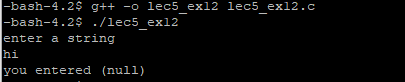 -bash-4.2$ g++ -o lec5_ex12 lec5_ex12.c
-bash-4.2$ ./lec5_ex12
enter a string
hi
you entered (null)